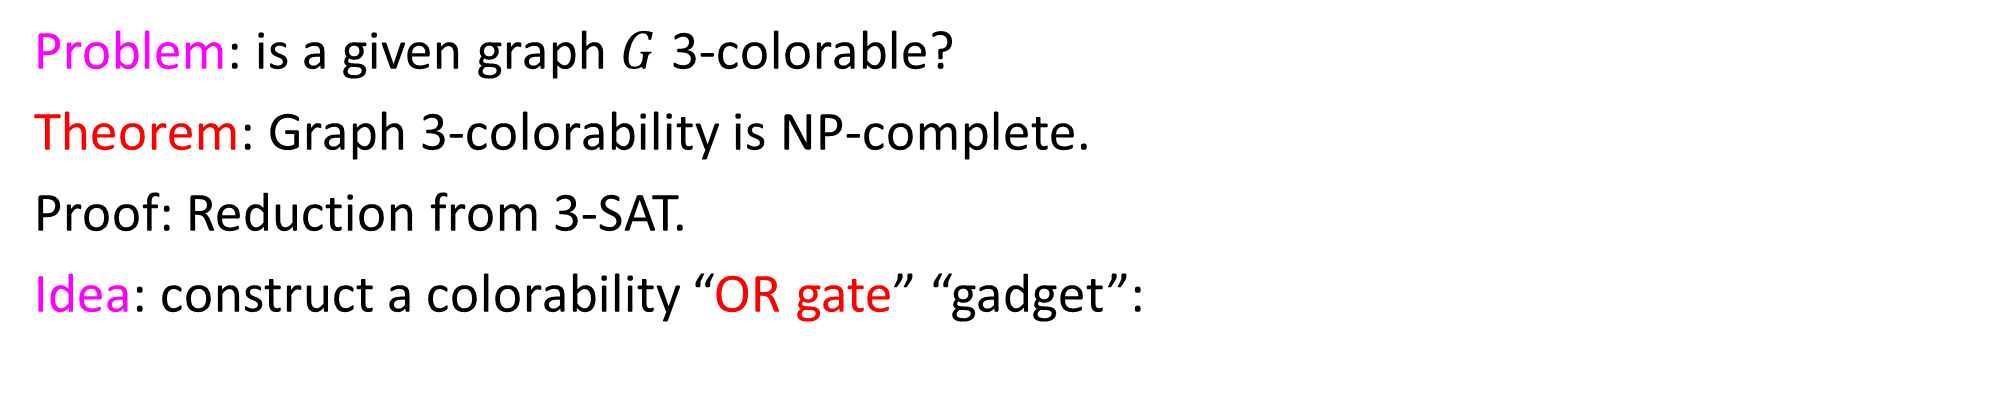 Problem: is a given graph 𝐺 3-colorable?
Theorem: Graph 3-colorability is NP-complete.
Proof: Reduction from 3-SAT.
Idea: construct a colorability “OR gate” “gadget”: